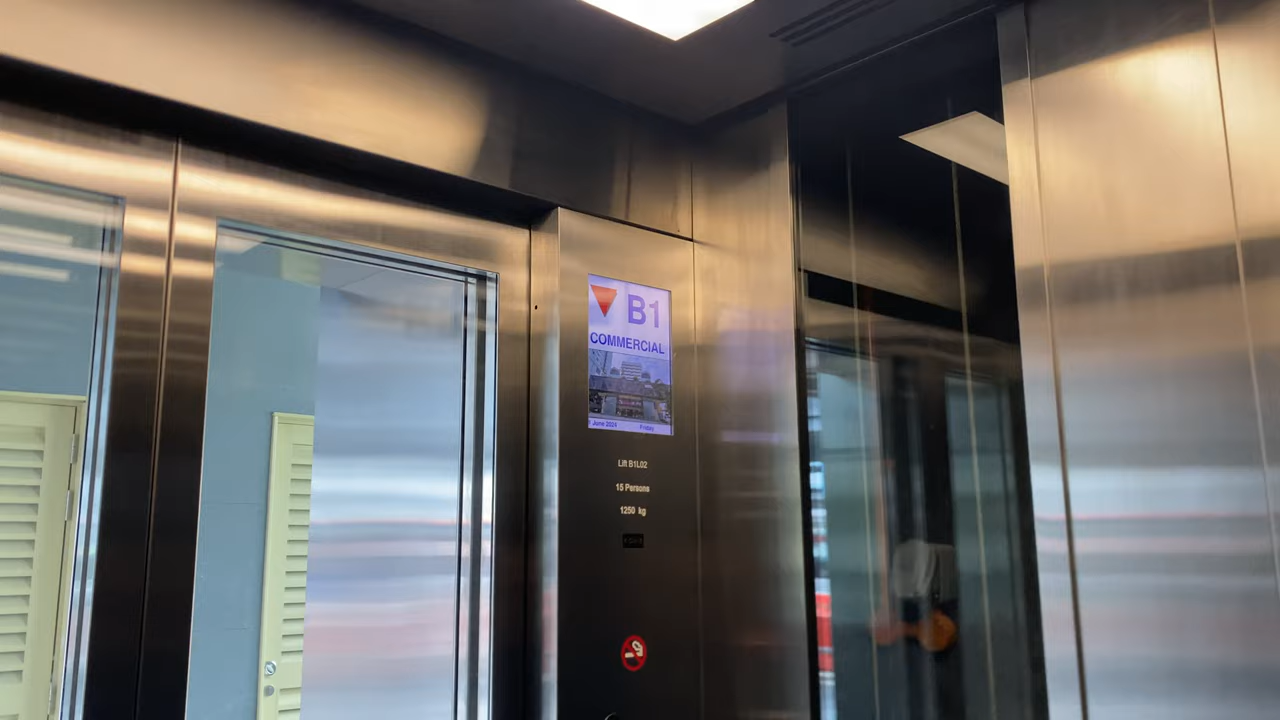 B1
COMMERCIAL
June 2024 Friday
Lift B1L02
15 Persons
1250 kg